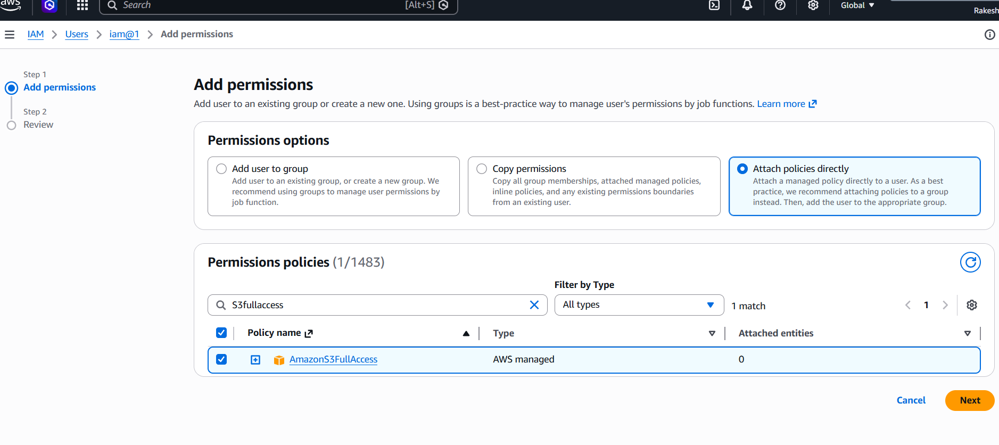 aws
Search [Alt+S]
Global
Rakesh
IAM Users iam@1 Add permissions
Step 1
Add permissions
Step 2
Review
Add permissions
Add user to an existing group or create a new one. Using groups is a best-practice way to manage user's permissions by job functions. Learn more
Permissions options
Add user to group
Add user to an existing group, or create a new group. We
recommend using groups to manage user permissions by
job function.
Copy permissions
Copy all group memberships, attached managed policies,
inline policies, and any existing permissions boundaries
from an existing user.
Attach policies directly
Attach a managed policy directly to a user. As a best
practice, we recommend attaching policies to a group
instead. Then, add the user to the appropriate group.
Permissions policies (1/1483)
Filter by Type
S3fullaccess All types 1 match 1
Policy name Type Attached entities
AmazonS3FullAccess AWS managed 0
Cancel Next